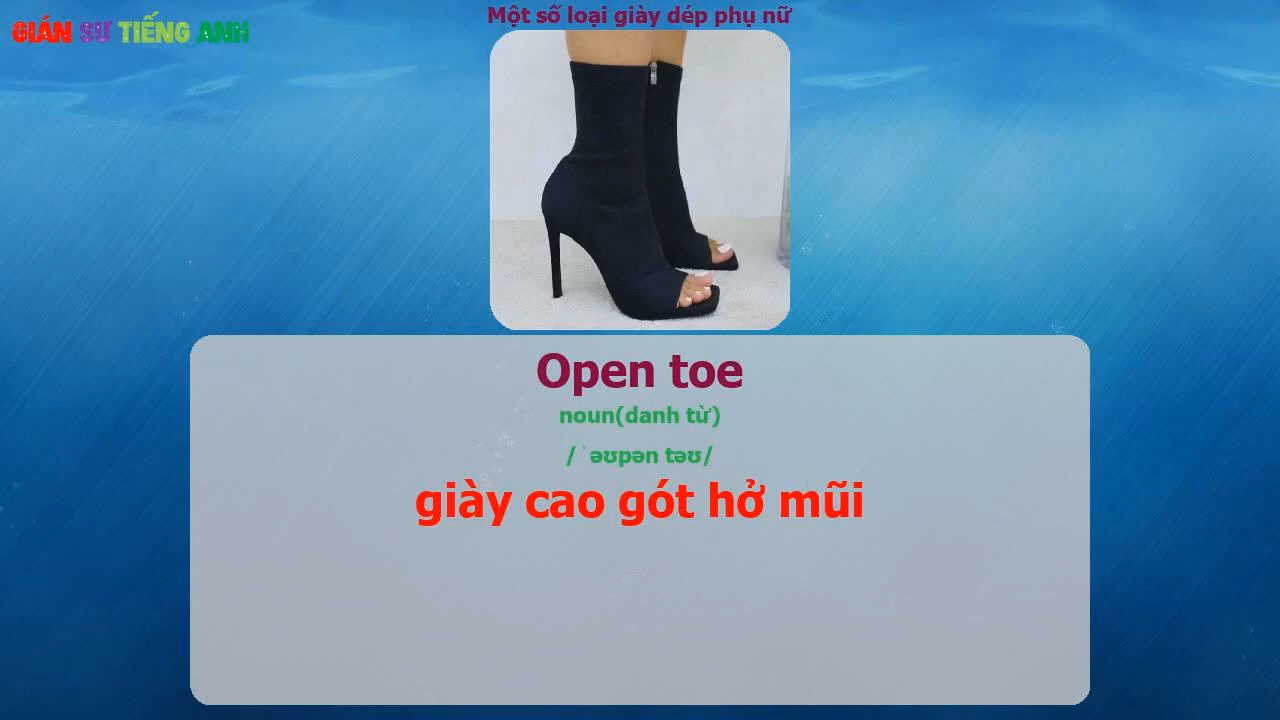 Một số loại giày dép phụ nữ
GIÁN SƯ TIẾNG ANH
Open toe
noun(danh từ)
/ˈəʊpən təʊ/
giày cao gót hở mũi